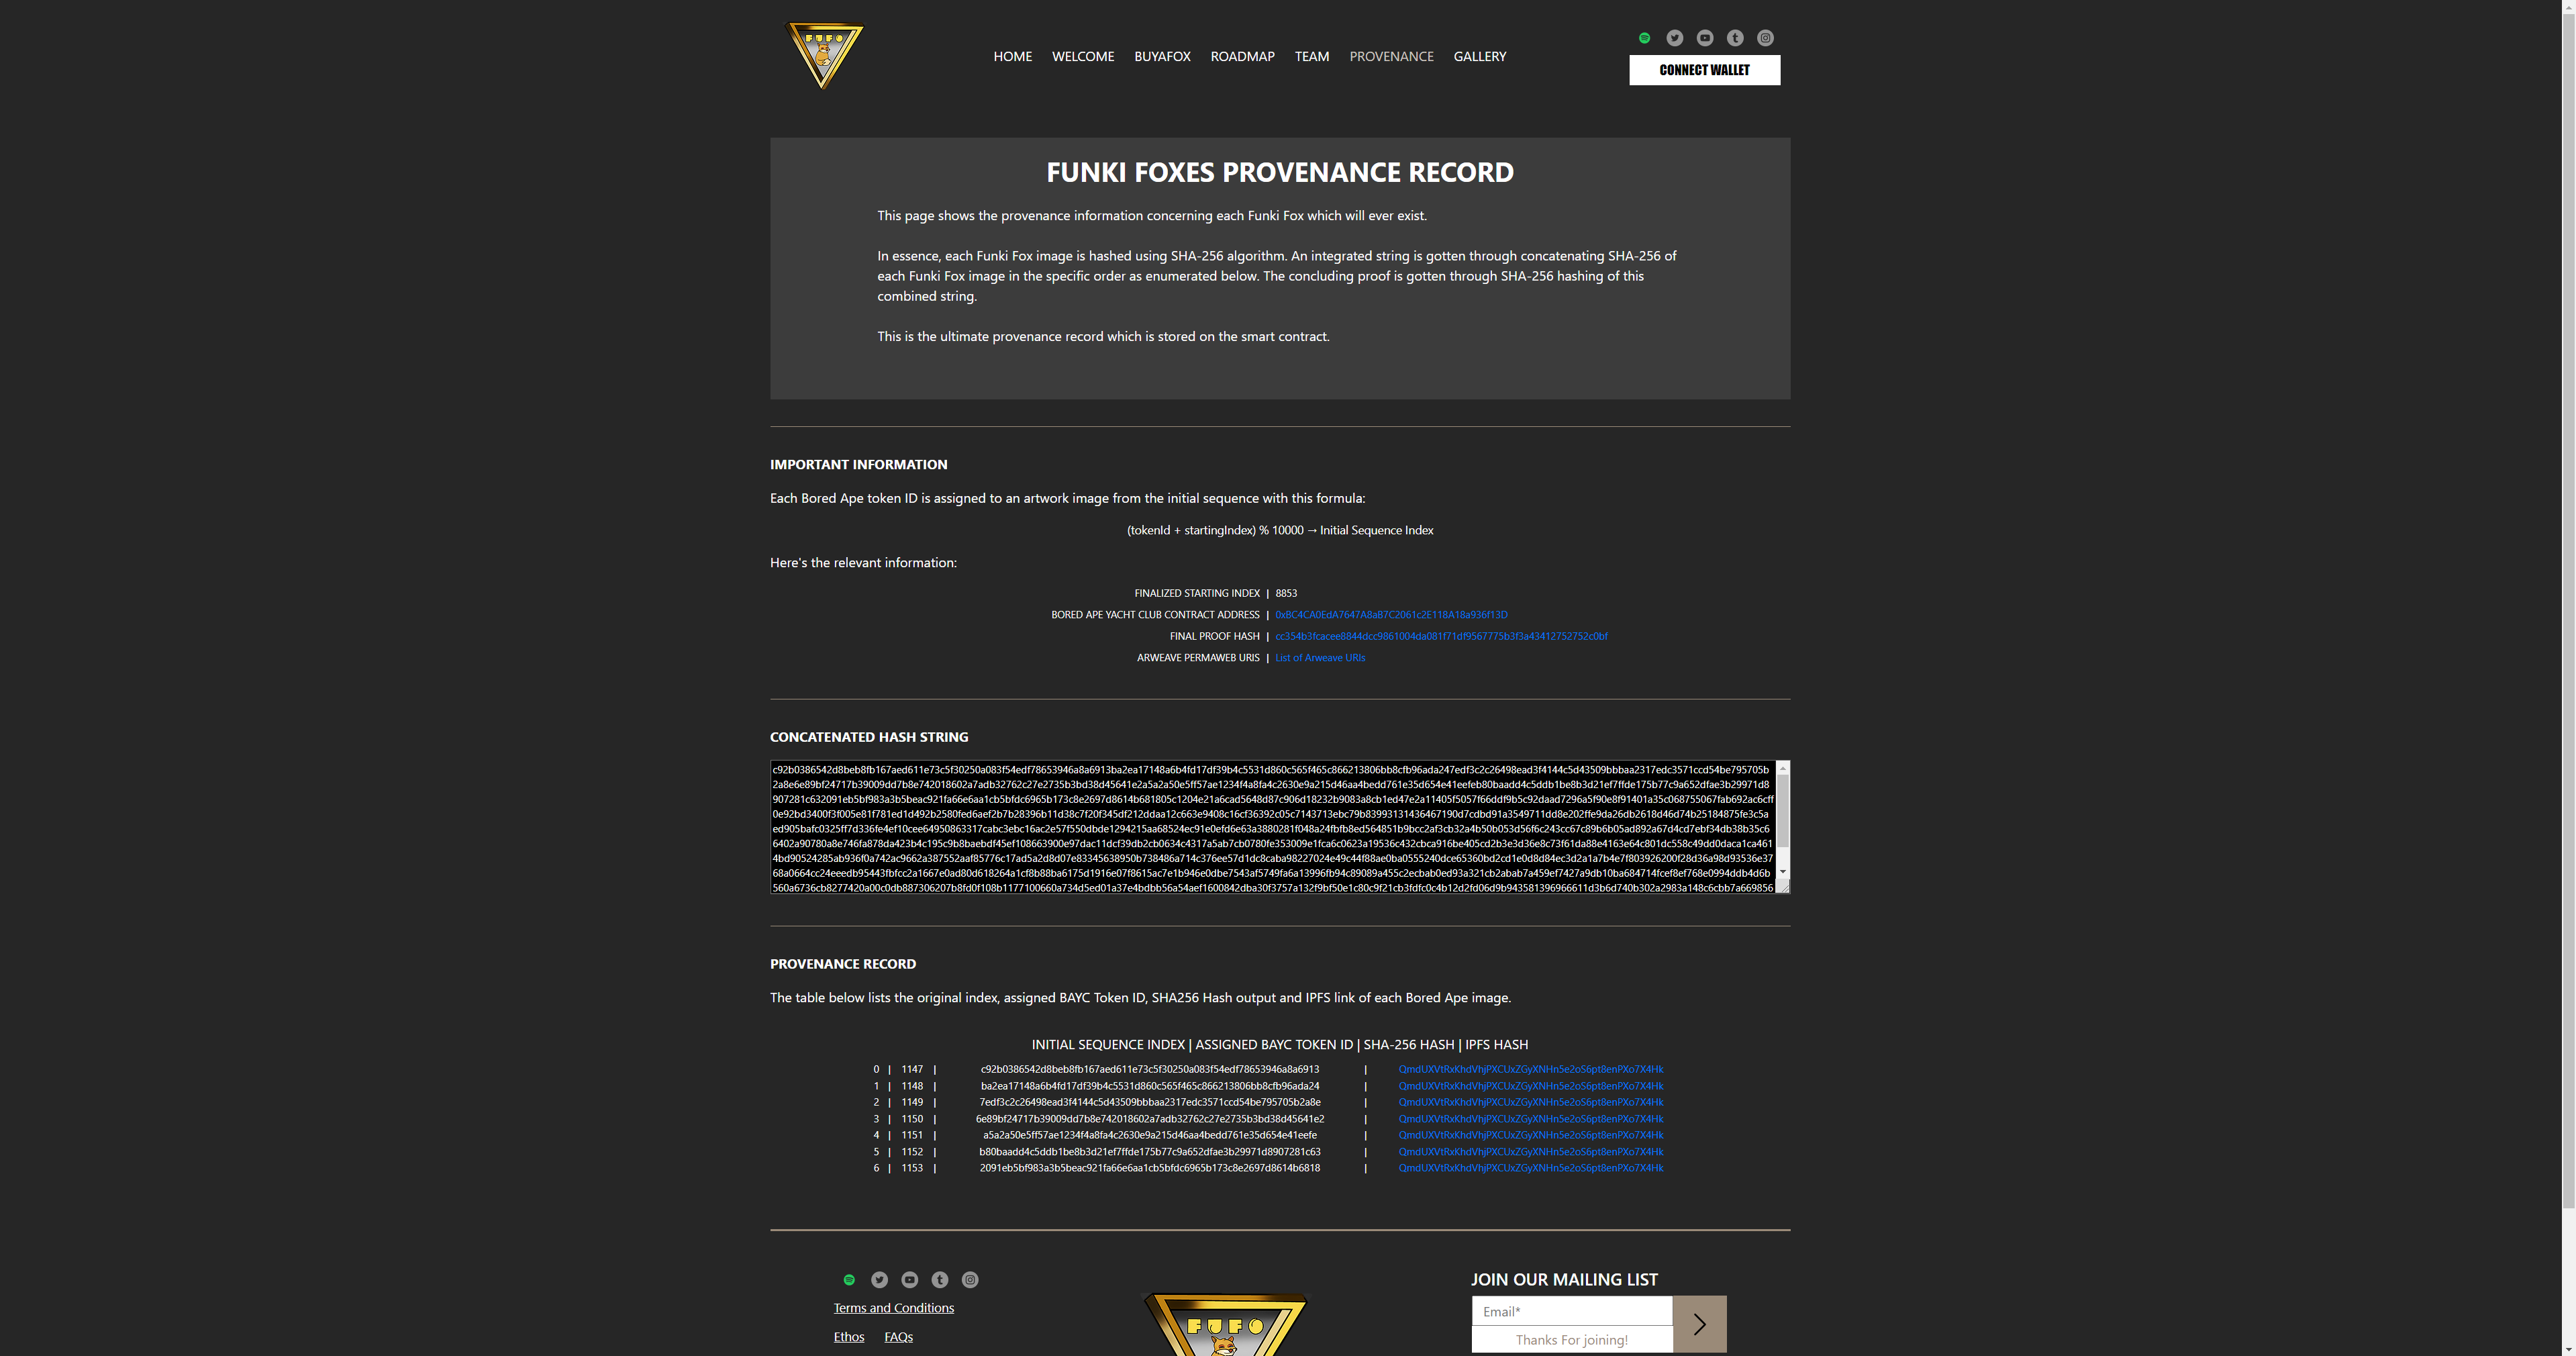 FUFO
HOME WELCOME BUYAFOX ROADMAP TEAM PROVENANCE GALLERY
CONNECT WALLET
FUNKI FOXES PROVENANCE RECORD
This page shows the provenance information concerning each Funki Fox which will ever exist.
In essence, each Funki Fox image is hashed using SHA-256 algorithm. An integrated string is gotten through concatenating SHA-256 of
each Funki Fox image in the specific order as enumerated below. The concluding proof is gotten through SHA-256 hashing of this
combined string.
This is the ultimate provenance record which is stored on the smart contract.
IMPORTANT INFORMATION
Each Bored Ape token ID is assigned to an artwork image from the initial sequence with this formula:
(tokenId + startingIndex) % 10000 → Initial Sequence Index
Here's the relevant information:
FINALIZED STARTING INDEX | 8853
BORED APE YACHT CLUB CONTRACT ADDRESS | 0xBC4CA0EdA7647A8aB7C2061c2E118A18a936f13D
FINAL PROOF HASH | cc354b3fcacee8844dcc9861004da081f71df9567775b3f3a43412752752c0bf
ARWEAVE PERMAWEB URIS | List of Arweave URIs
CONCATENATED HASH STRING
c92b0386542d8beb8fb167aed611e73c5f30250a083f54edf78653946a8a6913ba2ea17148a6b4fd17df39b4c5531d860c565f465c866213806bb8cfb96ada247edf3c2c26498ead3f4144c5d43509bbbaa2317edc3571ccd54be795705b
2a8e6e89bf24717b39009dd7b8e742018602a7adb32762c27e2735b3bd38d45641e2a5a2a50e5ff57ae1234f4a8fa4c2630e9a215d46aa4bedd761e35d654e41eefeb80baadd4c5ddb1be8b3d21ef7ffde175b77c9a652dfae3b29971d8
907281c632091eb5bf983a3b5beac921fa66e6aa1cb5bfdc6965b173c8e2697d8614b681805c1204e21a6cad5648d87c906d18232b9083a8cb1ed47e2a11405f5057f66ddf9b5c92daad7296a5f90e8f91401a35c068755067fab692ac6cff
0e92bd3400f3f005e81f781ed1d492b2580fed6aef2b7b28396b11d38c7f20f345df212ddaa12c663e9408c16cf36392c05c7143713ebc79b83993131436467190d7cdbd91a3549711dd8e202ffe9da26db2618d46d74b25184875fe3c5a
ed905bafc0325ff7d336fe4ef10cee64950863317cabc3ebc16ac2e57f550dbde1294215aa68524ec91e0efd6e63a3880281f048a24fbfb8ed564851b9bcc2af3cb32a4b50b053d56f6c243cc67c89b6b05ad892a67d4cd7ebf34db38b35c6
6402a90780a8e746fa878da423b4c195c9b8baebdf45ef108663900e97dac11dcf39db2cb0634c4317a5ab7cb0780fe353009e1fca6c0623a19536c432cbca916be405cd2b3e3d36e8c73f61da88e4163e64c801dc558c49dd0daca1ca461
4bd90524285ab936f0a742ac9662a387552aaf85776c17ad5a2d8d07e83345638950b738486a714c376ee57d1dc8caba98227024e49c44f88ae0ba0555240dce65360bd2cd1e0d8d84ec3d2a1a7b4e7f803926200f28d36a98d93536e37
68a0664cc24eeedb95443fbfcc2a1667e0ad80d618264a1cf8b88ba6175d1916e07f8615ac7e1b946e0dbe7543af5749fa6a13996fb94c89089a455c2ecbab0ed93a321cb2abab7a459ef7427a9db10ba684714fcef8ef768e0994ddb4d6b
560a6736cb8277420a00c0db887306207b8fd0f108b1177100660a734d5ed01a37e4bdbb56a54aef1600842dba30f3757a132f9bf50e1c80c9f21cb3fdfc0c4b12d2fd06d9b943581396966611d3b6d740b302a2983a148c6cbb7a669856
PROVENANCE RECORD
The table below lists the original index, assigned BAYC Token ID, SHA256 Hash output and IPFS link of each Bored Ape image.
INITIAL SEQUENCE INDEX | ASSIGNED BAYC TOKEN ID | SHA-256 HASH | IPFS HASH
0 | 1147 | c92b0386542d8beb8fb167aed611e73c5f30250a083f54edf78653946a8a6913 | QmdUXVtRxKhdVhjPXCUxZGyXNHn5e2oS6pt8enPXo7X4Hk
1 | 1148 | ba2ea17148a6b4fd17df39b4c5531d860c565f465c866213806bb8cfb96ada24 | QmdUXVtRxKhdVhjPXCUxZGyXNHn5e2oS6pt8enPXo7X4Hk
2 | 1149 | 7edf3c2c26498ead3f4144c5d43509bbbaa2317edc3571ccd54be795705b2a8e | QmdUXVtRxKhdVhjPXCUxZGyXNHn5e2oS6pt8enPXo7X4Hk
3 | 1150 | 6e89bf24717b39009dd7b8e742018602a7adb32762c27e2735b3bd38d45641e2 | QmdUXVtRxKhdVhjPXCUxZGyXNHn5e2oS6pt8enPXo7X4Hk
4 | 1151 | a5a2a50e5ff57ae1234f4a8fa4c2630e9a215d46aa4bedd761e35d654e41eefe | QmdUXVtRxKhdVhjPXCUxZGyXNHn5e2oS6pt8enPXo7X4Hk
5 | 1152 | b80baadd4c5ddb1be8b3d21ef7ffde175b77c9a652dfae3b29971d8907281c63 | QmdUXVtRxKhdVhjPXCUxZGyXNHn5e2oS6pt8enPXo7X4Hk
6 | 1153 | 2091eb5bf983a3b5beac921fa66e6aa1cb5bfdc6965b173c8e2697d8614b6818 | QmdUXVtRxKhdVhjPXCUxZGyXNHn5e2oS6pt8enPXo7X4Hk
Terms and Conditions
Ethos FAQs
FUFO
JOIN OUR MAILING LIST
Email*
Thanks For joining!